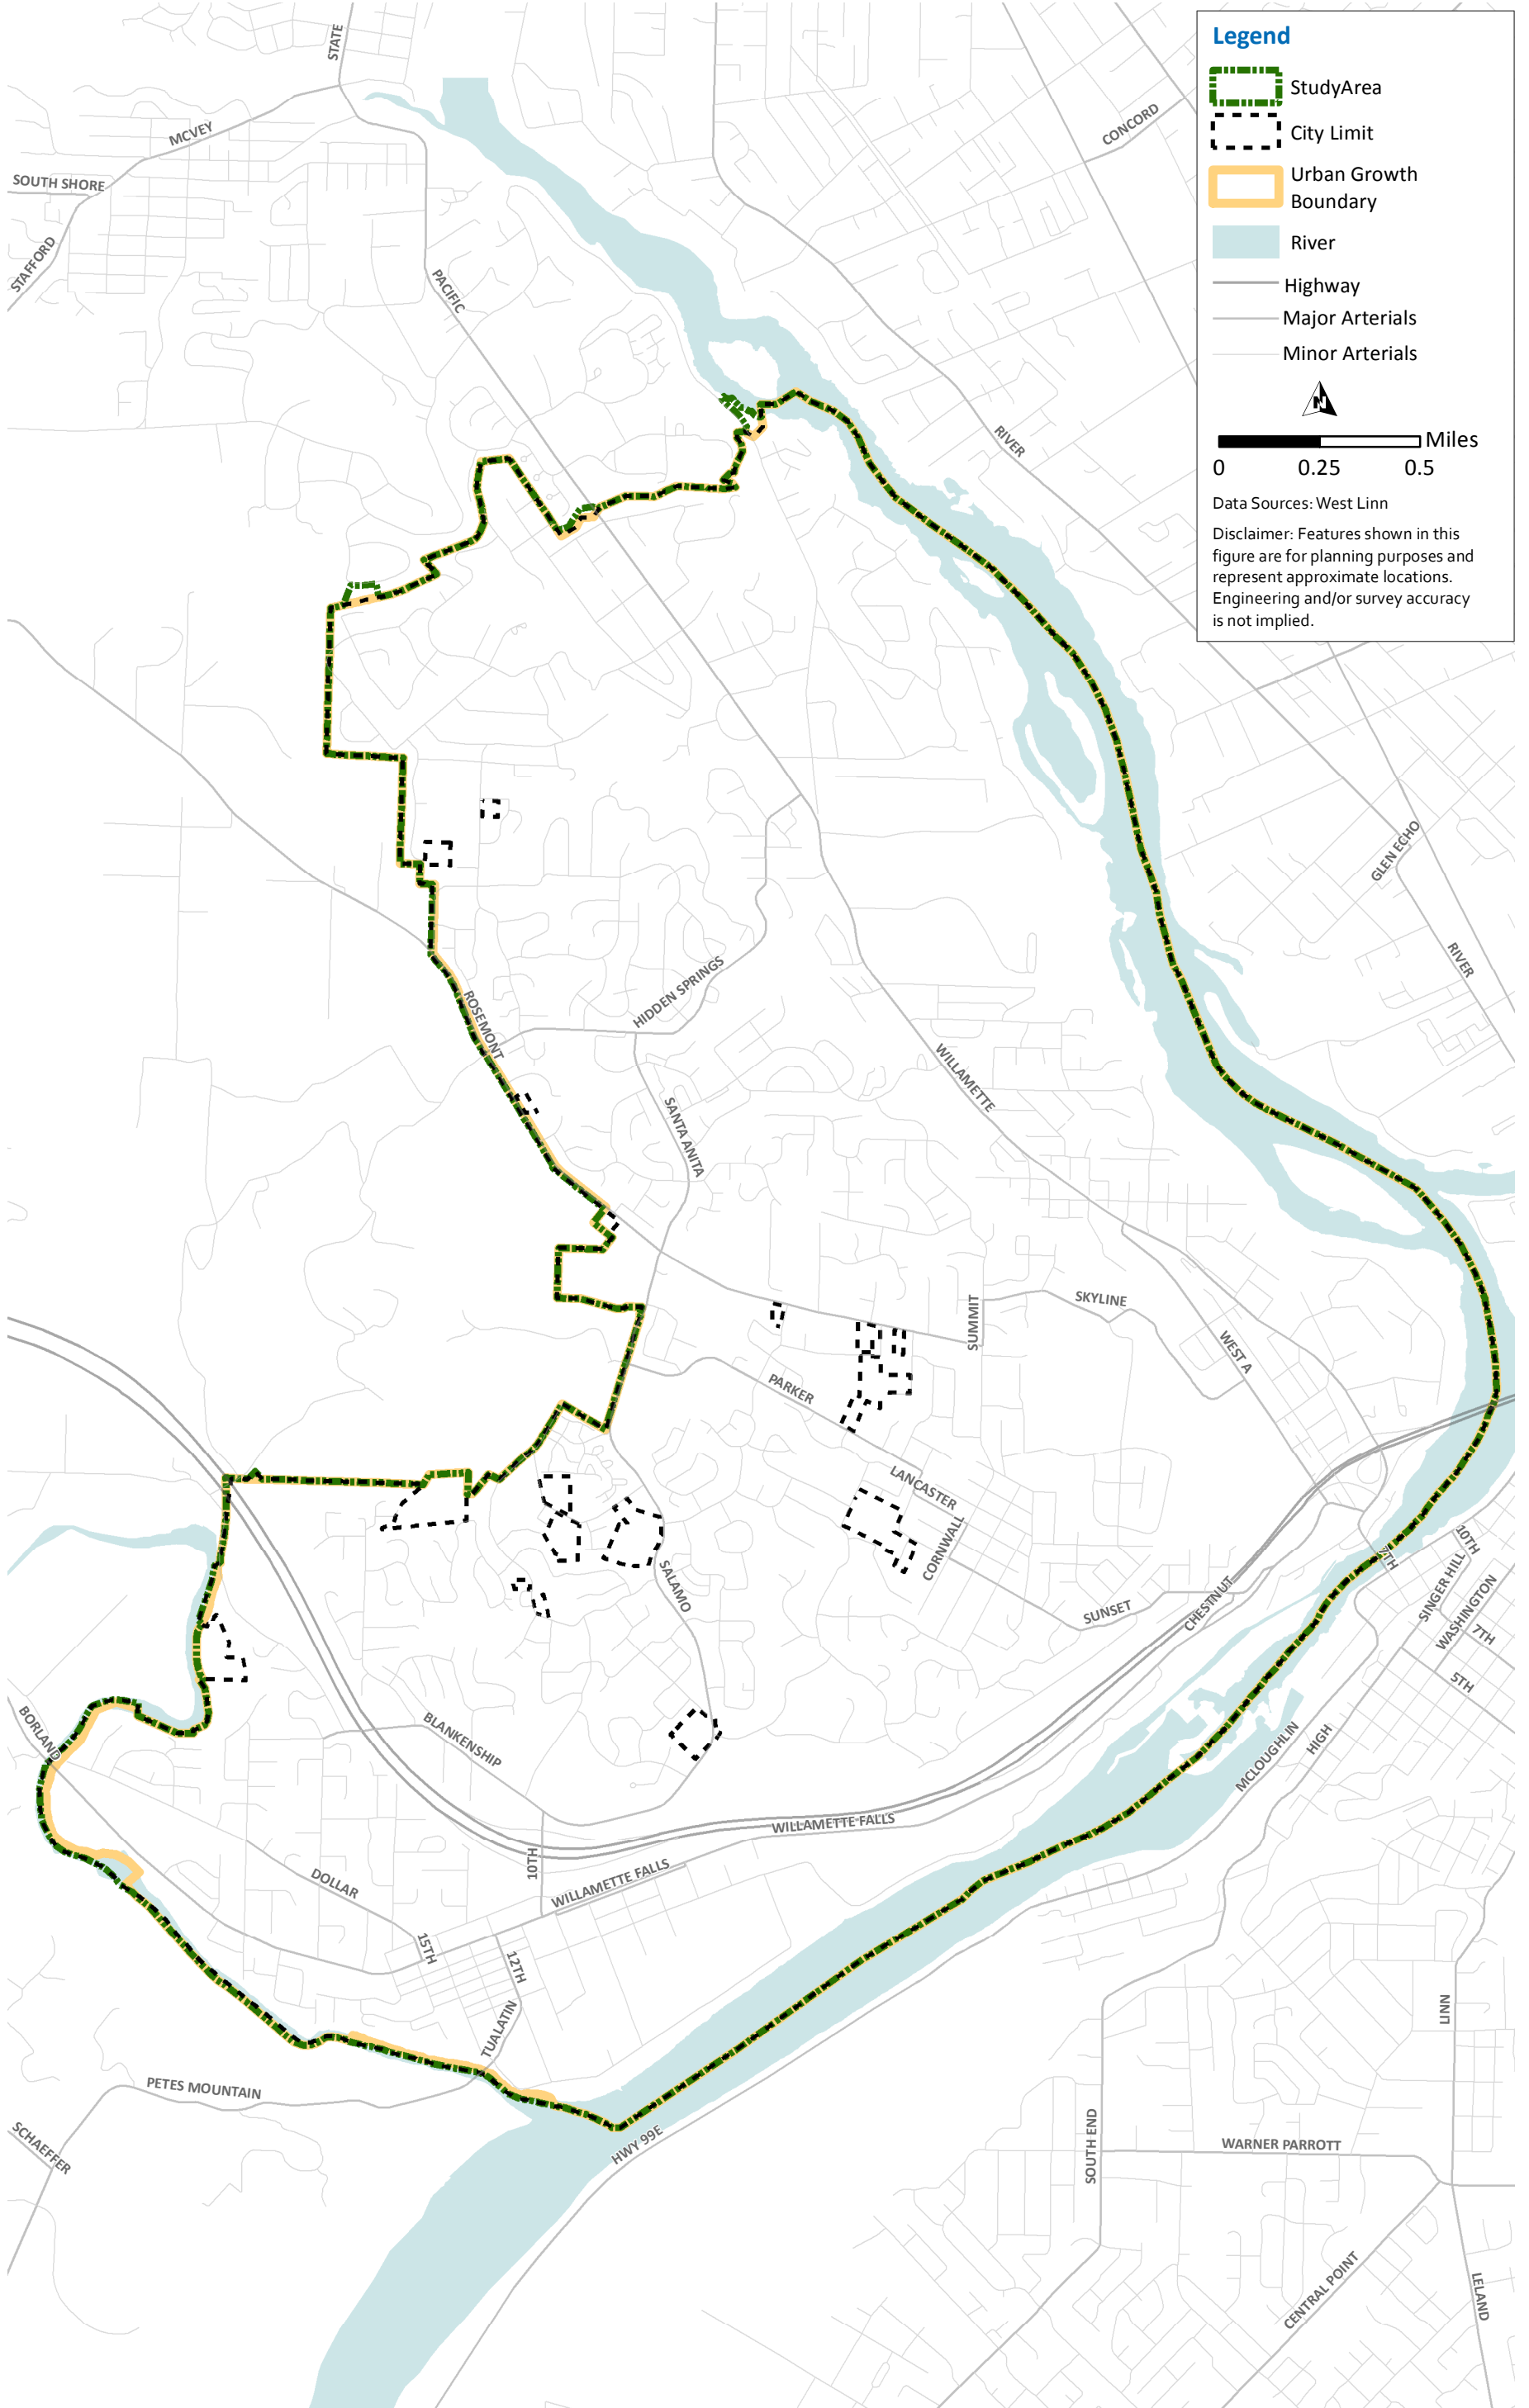 Legend
StudyArea
City Limit
Urban Growth
Boundary
River
Highway
Major Arterials
Minor Arterials
N
Miles
0 0.25 0.5
Data Sources: West Linn
Disclaimer: Features shown in this
figure are for planning purposes and
represent approximate locations.
Engineering and/or survey accuracy
is not implied.
STATE
MCVEY
CONCORD
SOUTH SHORE
STAFFORD
PACIFIC
RIVER
GLEN ECHO
RIVER
HIDDEN SPRINGS
ROSEMONT
WILLAMETTE
SANTA ANITA
SKYLINE
SUMMIT
WEST A
PARKER
LANCASTER
CORNWALL
SALAMO
SUNSET
CHESTNUT
7TH
10TH
SINGER HILL
WASHINGTON
7TH
5TH
BORLAND
BLANKENSHIP
MCLOUGHLIN
HIGH
WILLAMETTE FALLS
10TH
WILLAMETTE FALLS
DOLLAR
15TH
12TH
TUALATIN
LINN
PETES MOUNTAIN
HWY 99E
SCHAEFFER
SOUTH END
WARNER PARROTT
CENTRAL POINT
LELAND